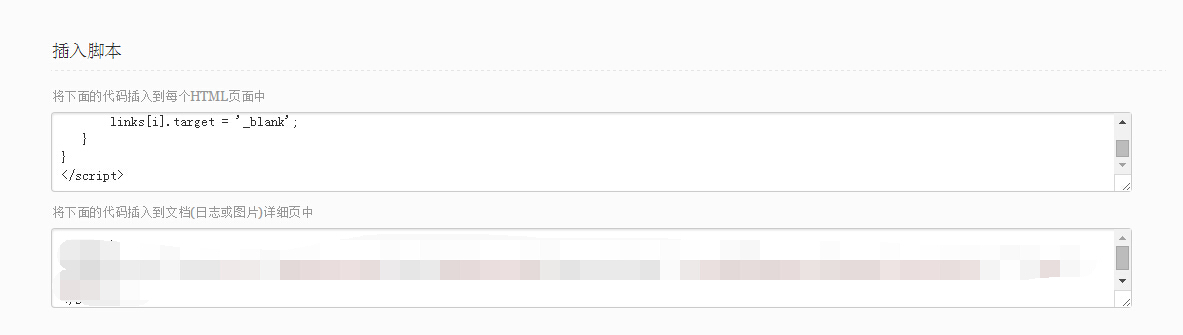 插入脚本
将下面的代码插入到每个HTML页面中
links[i].target = '_blank';
}
}
</script>
将下面的代码插入到文档(日志或图片)详细页中